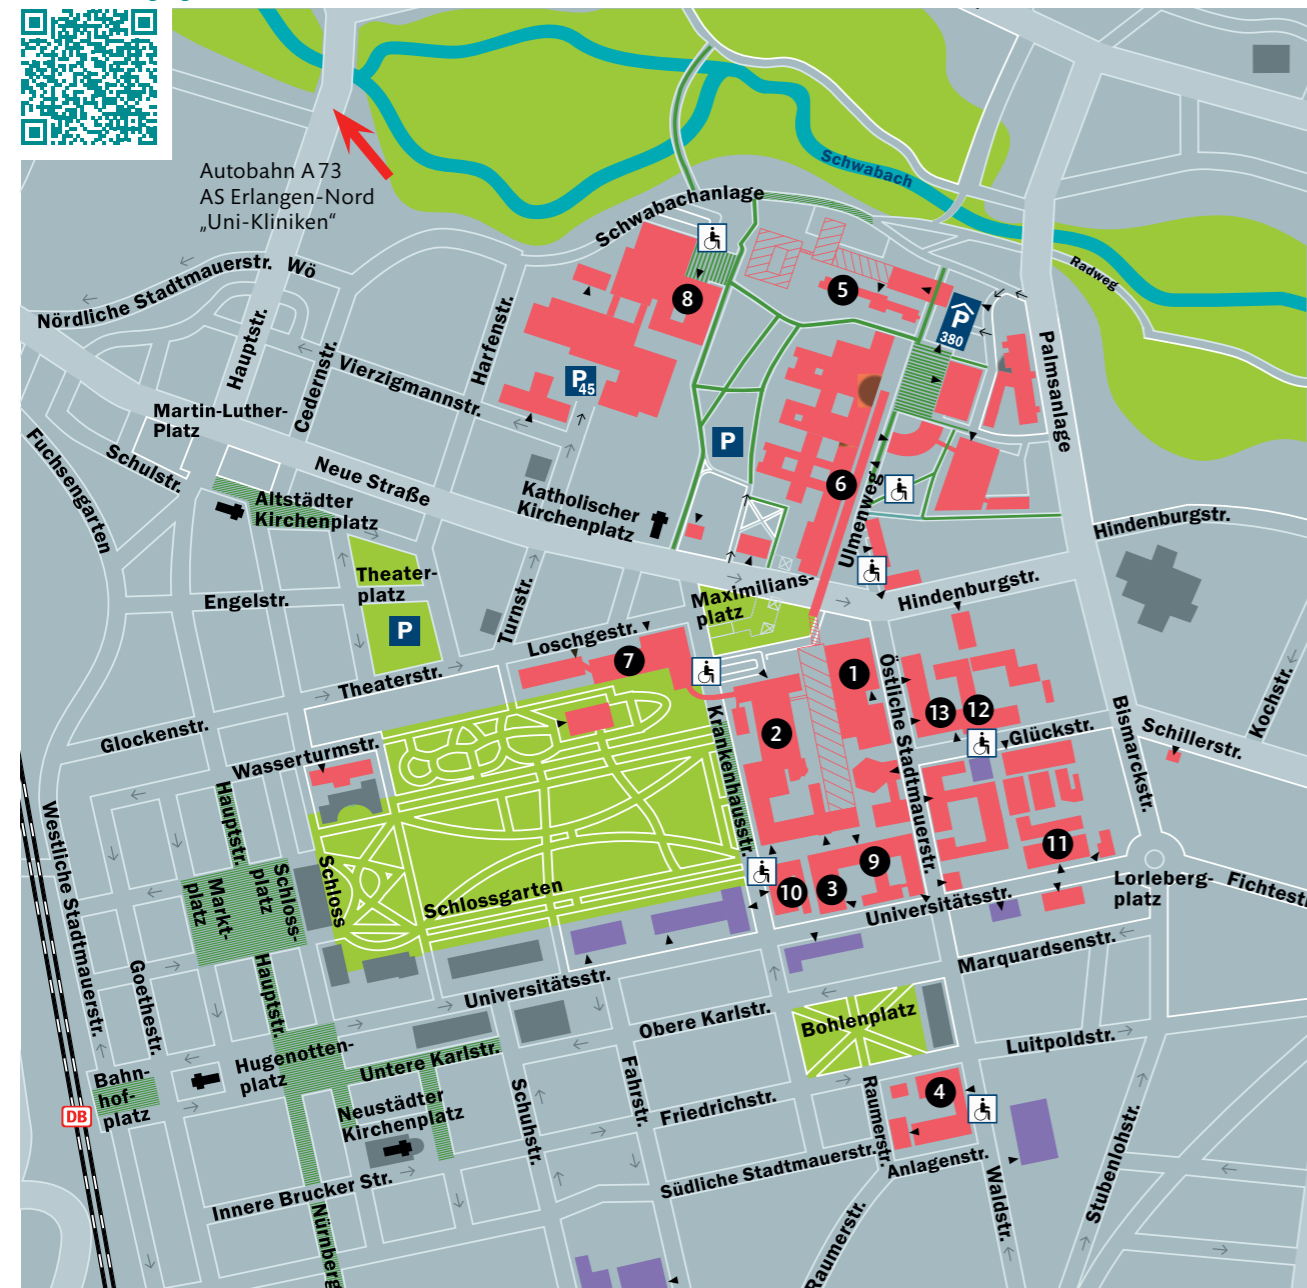 Autobahn A 73
AS Erlangen-Nord
„Uni-Kliniken“
Schwabach
Schwabachanlage
Radweg
Nördliche Stadtmauerstr.
Wö
Hauptstr.
Cedernstr.
Harfenstr.
Vierzigmannstr.
8
5
P
380
P45
Palmsanlage
Martin-Luther-
Platz
Fuchsengarten
Schulstr.
Neue Straße
P
Altstädter
Kirchenplatz
Katholischer
Kirchenplatz
6
Ulmenweg
Hindenburgstr.
Theater-
platz
P
Engelstr.
Turnstr.
Maximilians-
platz
Hindenburgstr.
Loschgestr.
7
Theaterstr.
1
Östliche Stadtmauerstr.
13
12
Glückstr.
Bismarckstr.
Schillerstr.
Kochstr.
Glockenstr.
Wasserturmstr.
Krankenhausstr.
2
Westliche Stadtmauerstr.
Hauptstr.
Markt-
platz
Schloss-
platz
Schloss
Schlossgarten
9
10
3
11
Universitätsstr.
Lorleberg-
platz
Fichtestr
Marquardsenstr.
Goethestr.
Hauptstr.
Universitätsstr.
Obere Karlstr.
Bohlenplatz
Luitpoldstr.
Hugenotten-
platz
Untere Karlstr.
Bahn-
hof-
platz
DB
Neustädter
Kirchenplatz
Schuhstr.
Fahrstr.
Friedrichstr.
Raumerstr.
4
Südliche Stadtmauerstr.
Anlagenstr.
Waldstr.
Stubenlohstr.
Innere Brucker Str.
Nürnberg
Raumerstr.